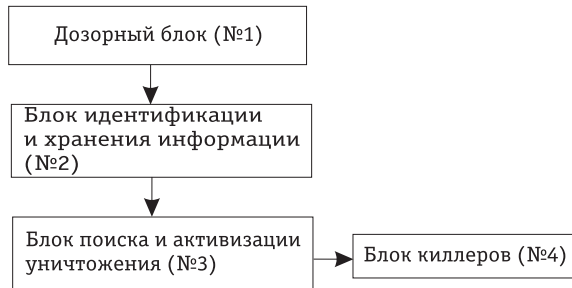 Дозорный блок (№1)
Блок идентификации
и хранения информации
(№2)
Блок поиска и активизации
уничтожения (№3)
Блок киллеров (№4)